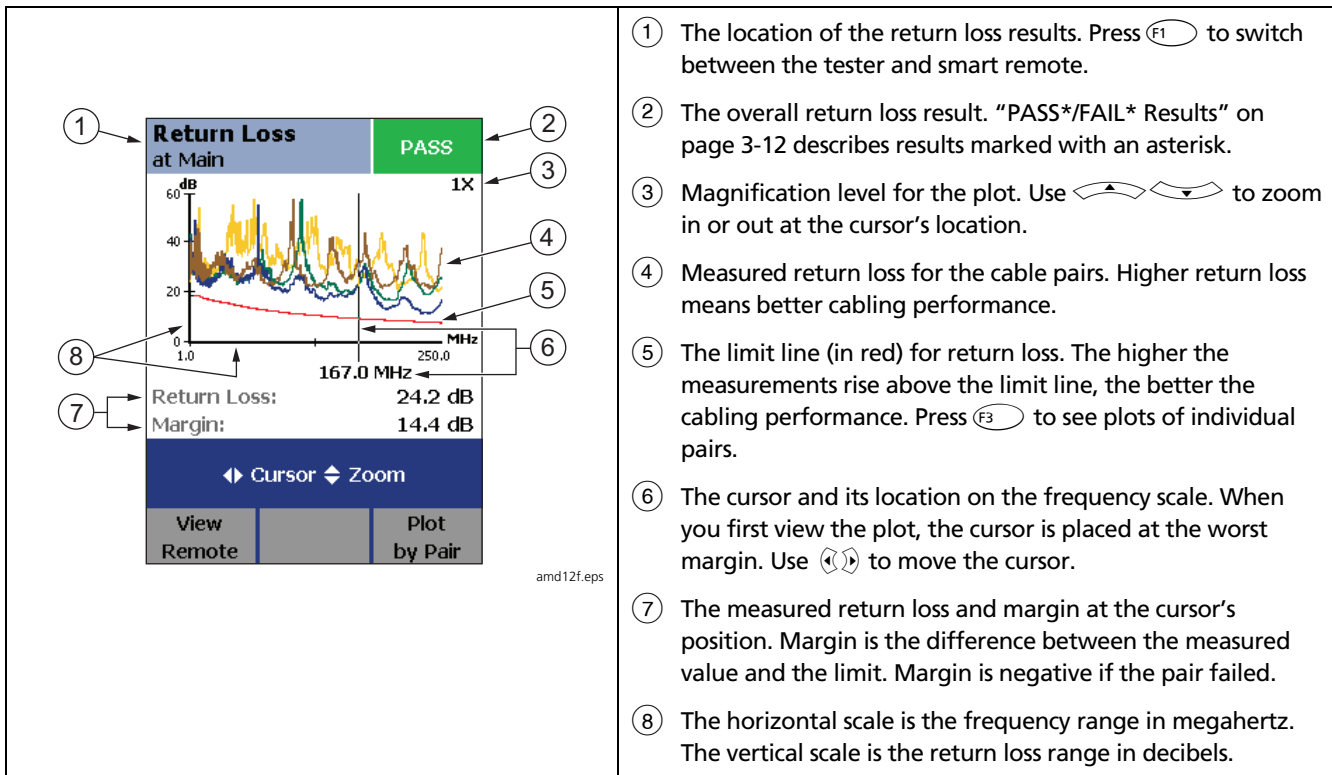 1
Return Loss
at Main
PASS
2
1X
3
dB
60
40
20
0
4
5
6
8
1.0
MHz
250.0
167.0 MHz
7
Return Loss: 24.2 dB
Margin: 14.4 dB
Cursor Zoom
View Remote
Plot by Pair
amd12f.eps
1 The location of the return loss results. Press F1 to switch
between the tester and smart remote.
2 The overall return loss result. “PASS*/FAIL* Results” on
page 3-12 describes results marked with an asterisk.
3 Magnification level for the plot. Use to zoom
in or out at the cursor’s location.
4 Measured return loss for the cable pairs. Higher return loss
means better cabling performance.
5 The limit line (in red) for return loss. The higher the
measurements rise above the limit line, the better the
cabling performance. Press F3 to see plots of individual
pairs.
6 The cursor and its location on the frequency scale. When
you first view the plot, the cursor is placed at the worst
margin. Use to move the cursor.
7 The measured return loss and margin at the cursor’s
position. Margin is the difference between the measured
value and the limit. Margin is negative if the pair failed.
8 The horizontal scale is the frequency range in megahertz.
The vertical scale is the return loss range in decibels.